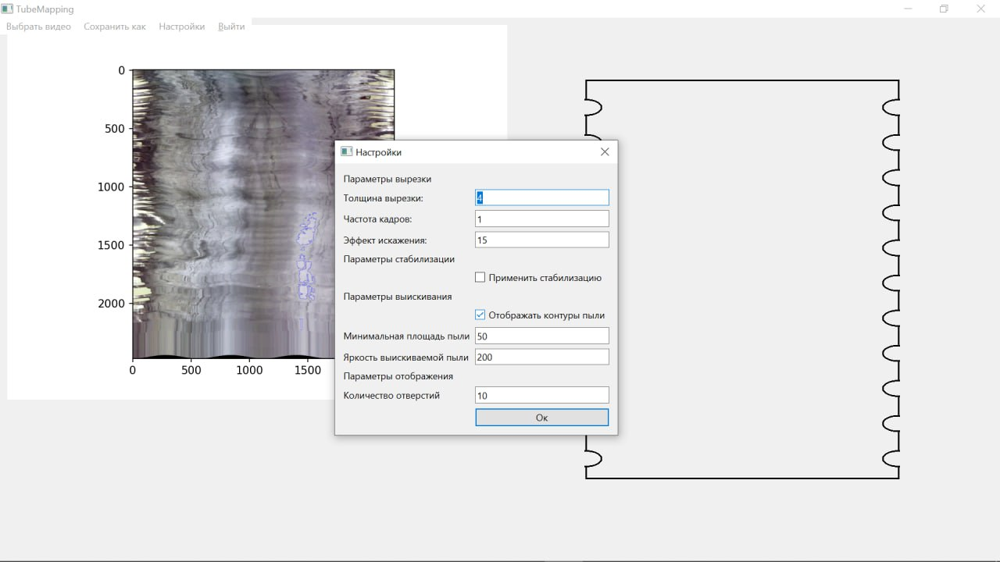 TubeMapping
Выбрать видео Сохранить как Настройки Выйти
0
500
1000
1500
2000
0 500 1000 1500
Настройки
Параметры вырезки
Толщина вырезки: 4
Частота кадров: 1
Эффект искажения: 15
Параметры стабилизации
Применить стабилизацию
Параметры выискивания
Отображать контуры пыли
Минимальная площадь пыли 50
Яркость выискиваемой пыли 200
Параметры отображения
Количество отверстий 10
Ок